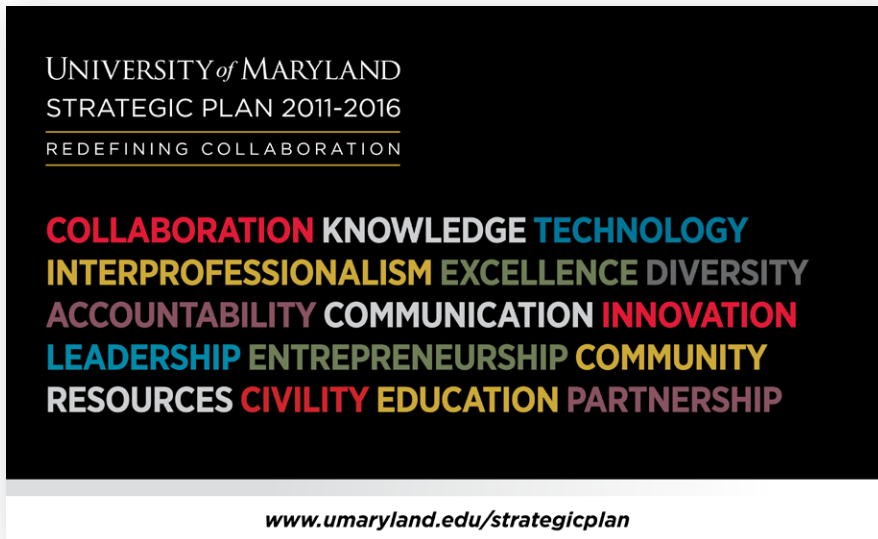 UNIVERSITY of MARYLAND
STRATEGIC PLAN 2011-2016
REDEFINING COLLABORATION
COLLABORATION KNOWLEDGE TECHNOLOGY
INTERPROFESSIONALISM EXCELLENCE DIVERSITY
ACCOUNTABILITY COMMUNICATION INNOVATION
LEADERSHIP ENTREPRENEURSHIP COMMUNITY
RESOURCES CIVILITY EDUCATION PARTNERSHIP
www.umaryland.edu/strategicplan